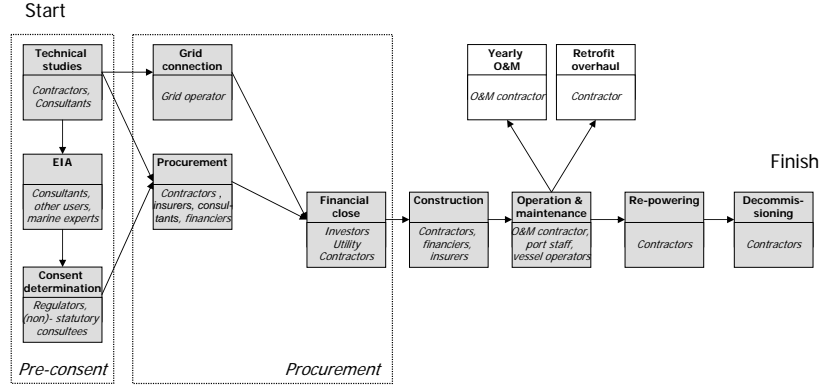 Start
Technical
studies
Contractors,
Consultants
Grid
connection
Grid operator
Yearly
O&M
O&M contractor
Retrofit
overhaul
Contractor
EIA
Consultants,
other users,
marine experts
Procurement
Contractors ,
insurers, consul-
tants, financiers
Finish
Financial
close
Investors
Utility
Contractors
Construction
Contractors,
financiers,
insurers
Operation &
maintenance
O&M contractor,
port staff,
vessel operators
Re-powering
Contractors
Decommis-
sioning
Contractors
Consent
determination
Regulators,
(non)- statutory
consultees
Pre-consent
Procurement